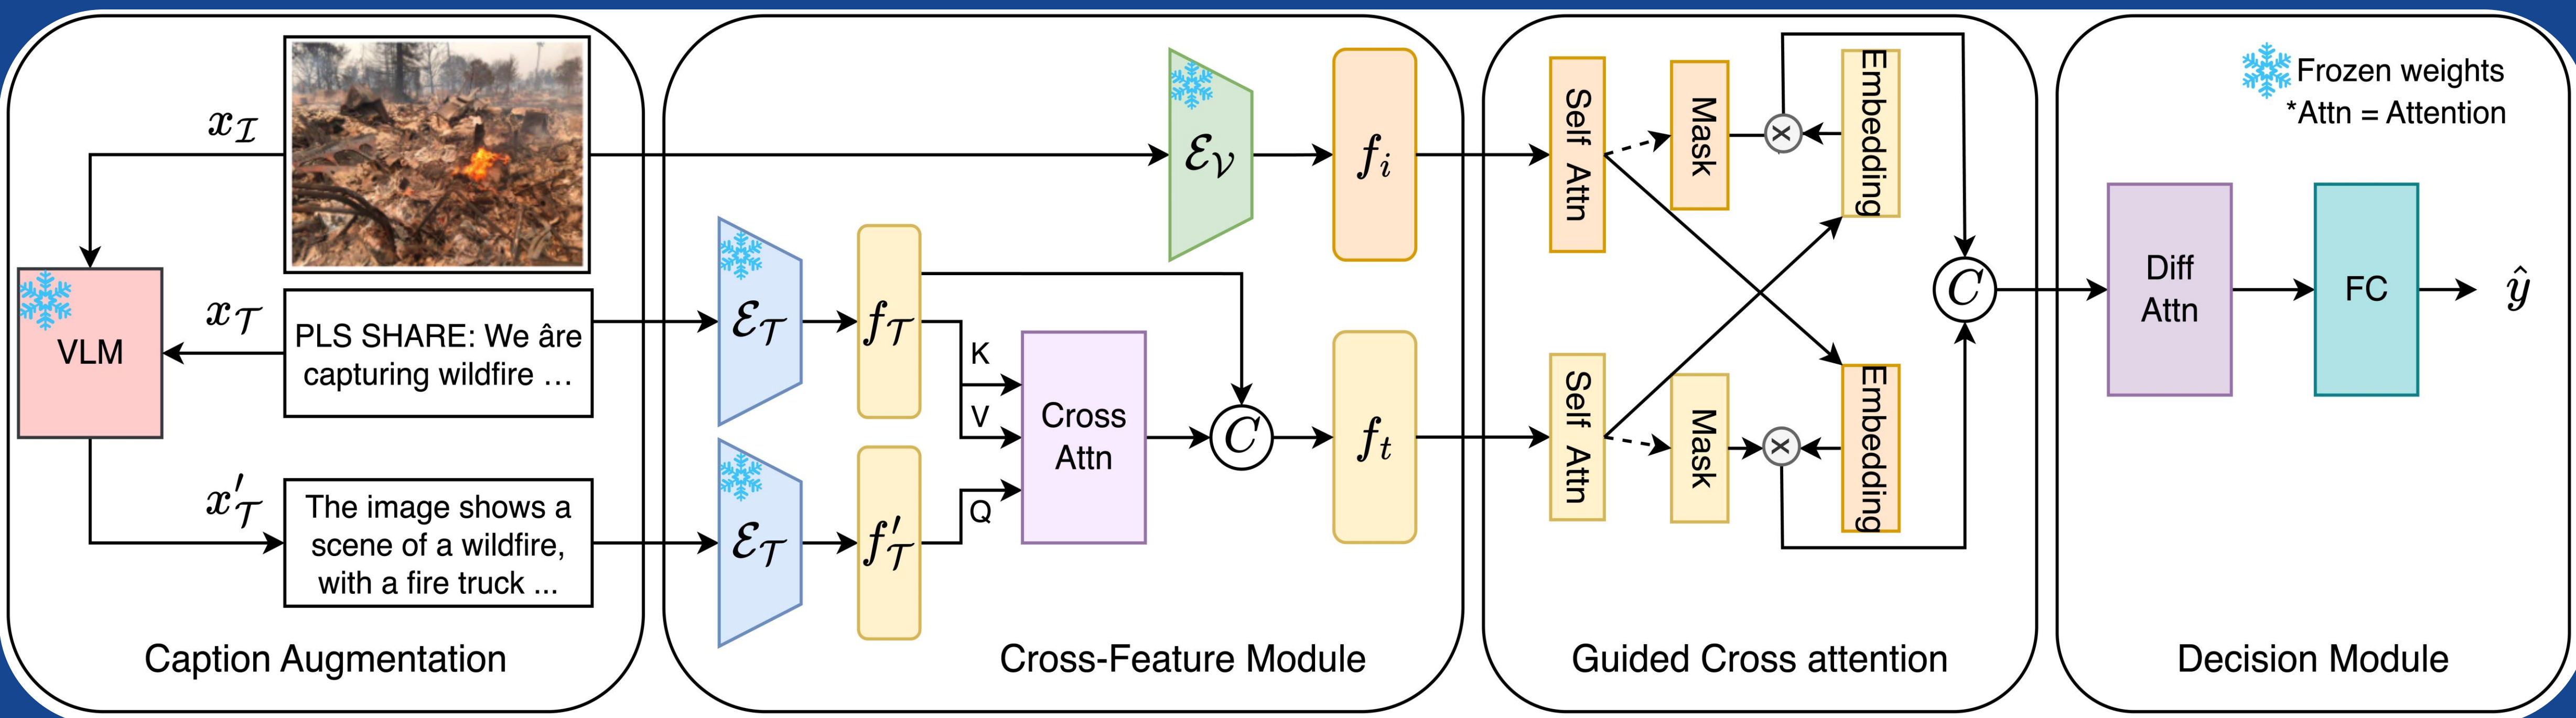 x_I
x_T
VLM
PLS SHARE: We âre
capturing wildfire ...
x'_T
The image shows a
scene of a wildfire,
with a fire truck ...
Caption Augmentation
ℰ_V
f_i
ℰ_T
f_T
K
V
Q
Cross
Attn
C
f_t
ℰ_T
f'_T
Cross-Feature Module
Self Attn
Mask
x
Embedding
C
Self Attn
Mask
x
Embedding
Guided Cross attention
Frozen weights
*Attn = Attention
Diff
Attn
FC
ŷ
Decision Module